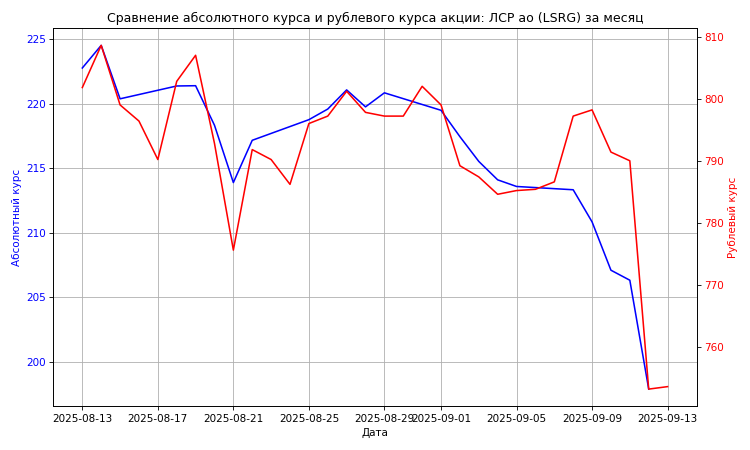 Сравнение абсолютного курса и рублевого курса акции: ЛСР ао (LSRG) за месяц
225
220
215
210
205
200
Абсолютный курс
810
800
790
780
770
760
Рублевый курс
2025-08-13 2025-08-17 2025-08-21 2025-08-25 2025-08-29 2025-09-01 2025-09-05 2025-09-09 2025-09-13
Дата